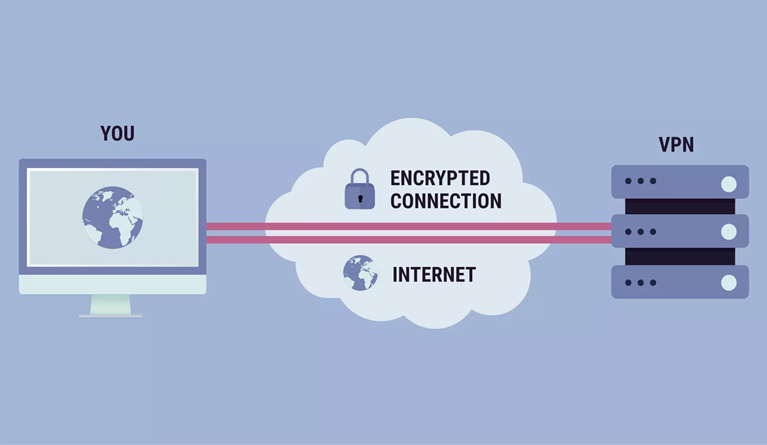 YOU
VPN
ENCRYPTED
CONNECTION
INTERNET